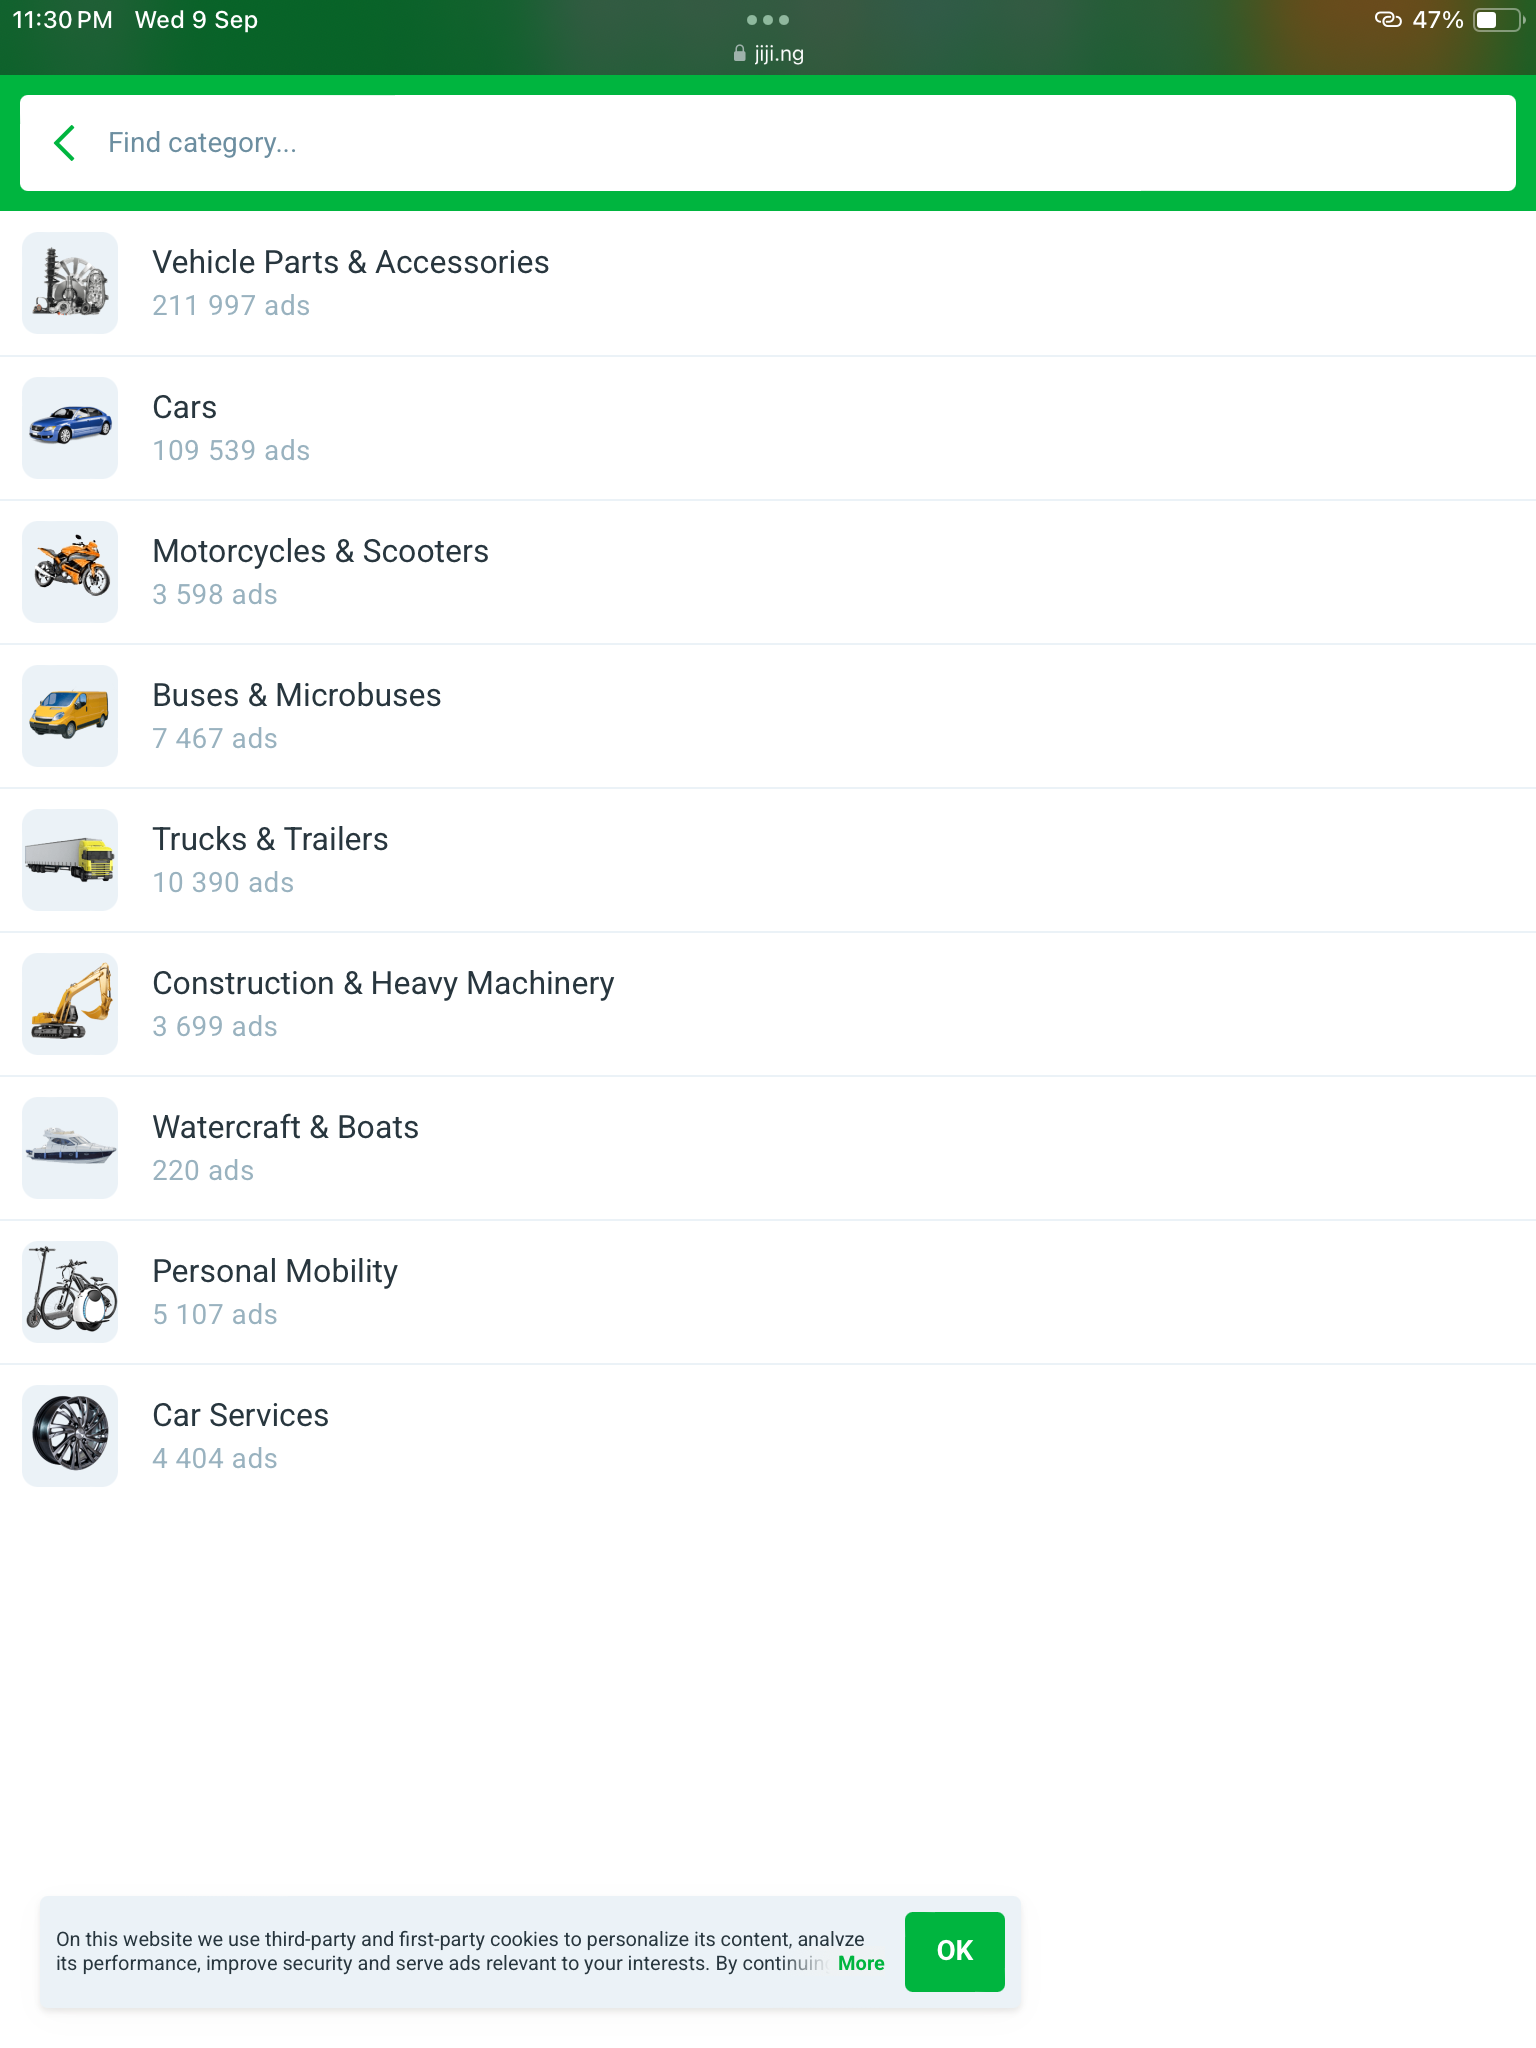 11:30 PM Wed 9 Sep
47%
jiji.ng
Find category...
Vehicle Parts & Accessories
211 997 ads
Cars
109 539 ads
Motorcycles & Scooters
3 598 ads
Buses & Microbuses
7 467 ads
Trucks & Trailers
10 390 ads
Construction & Heavy Machinery
3 699 ads
Watercraft & Boats
220 ads
Personal Mobility
5 107 ads
Car Services
4 404 ads
On this website we use third-party and first-party cookies to personalize its content, analyze
its performance, improve security and serve ads relevant to your interests. By continuin More
OK